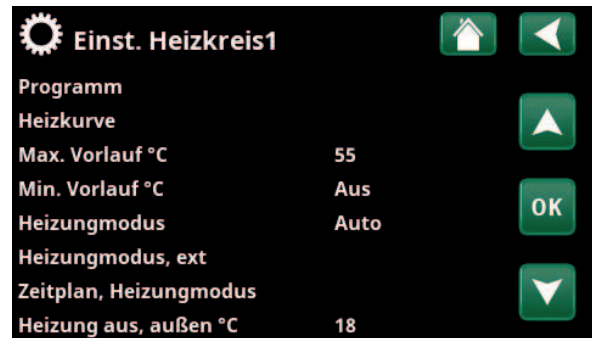 Einst. Heizkreis1
Programm
Heizkurve
Max. Vorlauf °C 55
Min. Vorlauf °C Aus
Heizungmodus Auto
OK
Heizungmodus, ext
Zeitplan, Heizungmodus
Heizung aus, außen °C 18